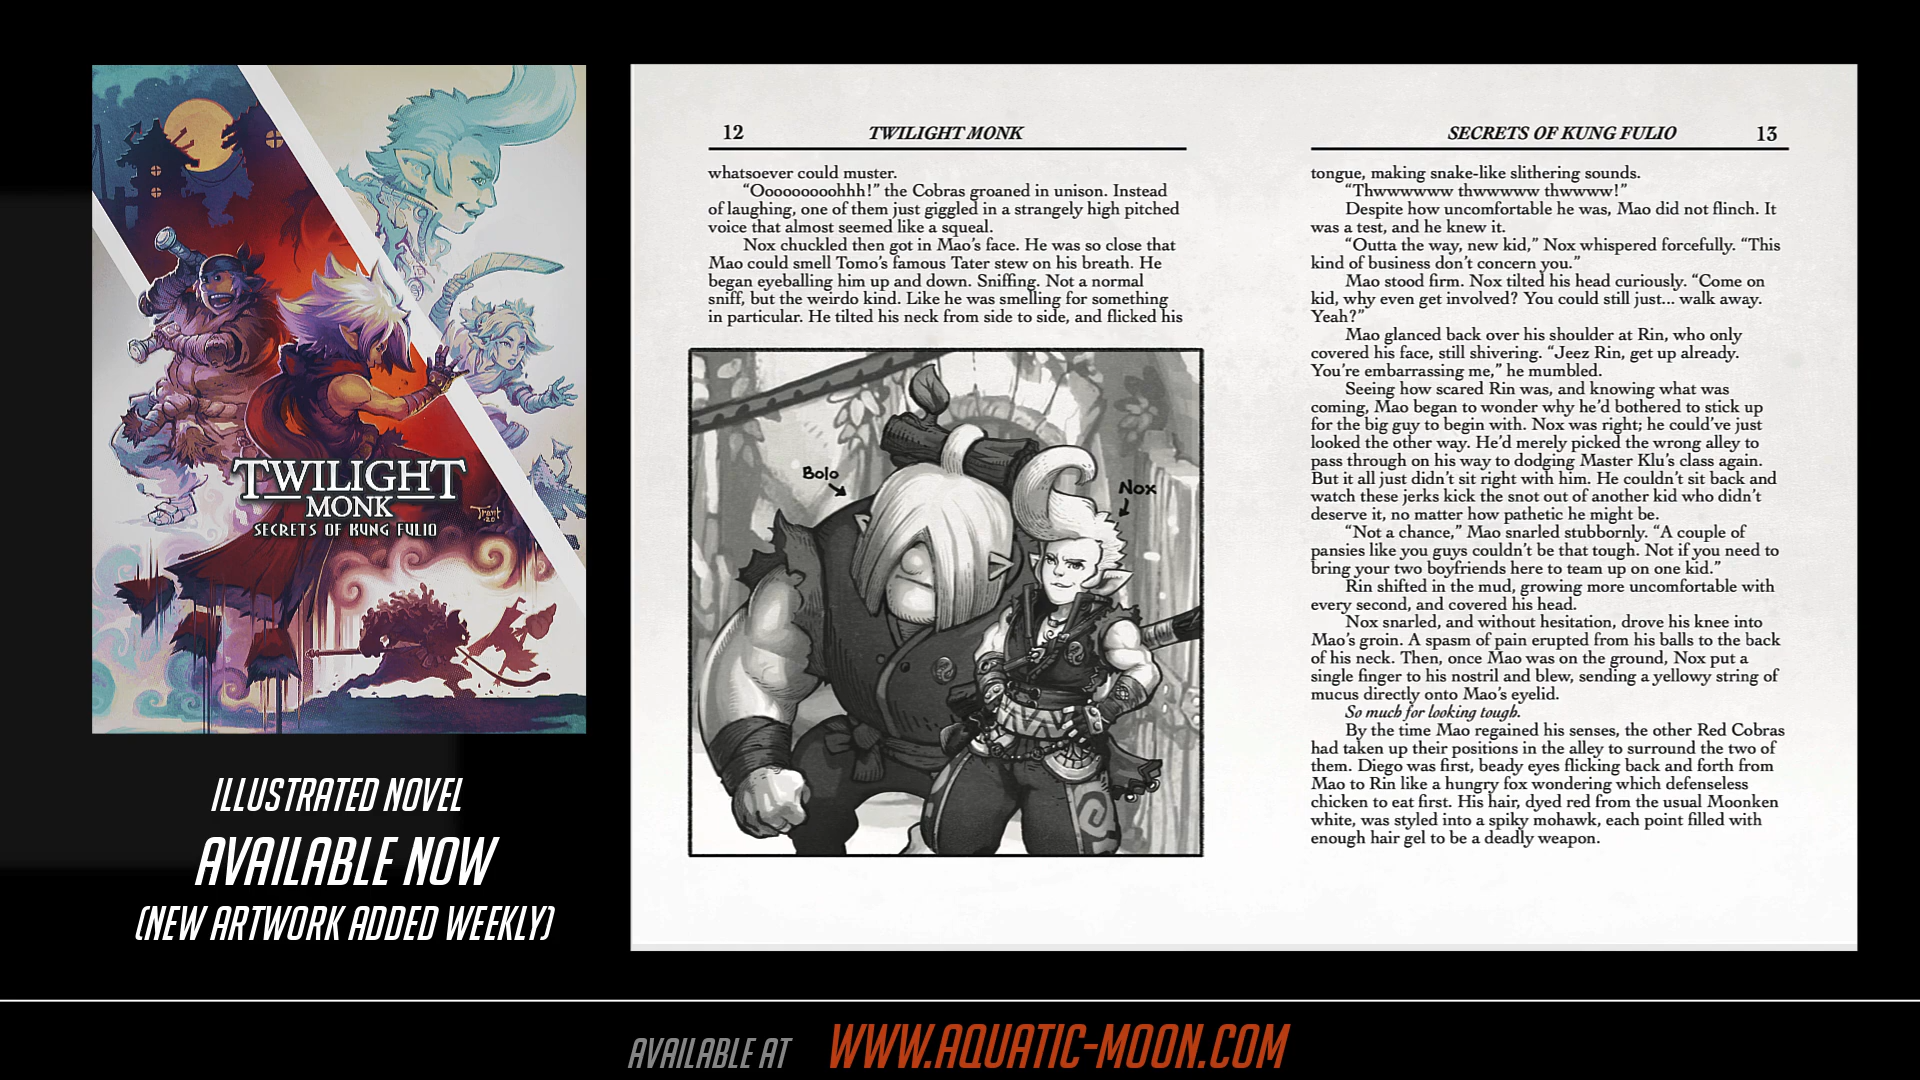 TWILIGHT
MONK
SECRETS OF KUNG FULIO
Trent
'20
ILLUSTRATED NOVEL
AVAILABLE NOW
(NEW ARTWORK ADDED WEEKLY)
12 TWILIGHT MONK
whatsoever could muster.
“Ooooooooohhh!” the Cobras groaned in unison. Instead
of laughing, one of them just giggled in a strangely high pitched
voice that almost seemed like a squeal.
Nox chuckled then got in Mao’s face. He was so close that
Mao could smell Tomo’s famous Tater stew on his breath. He
began eyeballing him up and down. Sniffing. Not a normal
sniff, but the weirdo kind. Like he was smelling for something
in particular. He tilted his neck from side to side, and flicked his
Bolo
Nox
SECRETS OF KUNG FULIO 13
tongue, making snake-like slithering sounds.
“Thwwwwww thwwwww thwwww!”
Despite how uncomfortable he was, Mao did not flinch. It
was a test, and he knew it.
“Outta the way, new kid,” Nox whispered forcefully. “This
kind of business don’t concern you.”
Mao stood firm. Nox tilted his head curiously. “Come on
kid, why even get involved? You could still just... walk away.
Yeah?”
Mao glanced back over his shoulder at Rin, who only
covered his face, still shivering. “Jeez Rin, get up already.
You’re embarrassing me,” he mumbled.
Seeing how scared Rin was, and knowing what was
coming, Mao began to wonder why he’d bothered to stick up
for the big guy to begin with. Nox was right; he could’ve just
looked the other way. He’d merely picked the wrong alley to
pass through on his way to dodging Master Klu’s class again.
But it all just didn’t sit right with him. He couldn’t sit back and
watch these jerks kick the snot out of another kid who didn’t
deserve it, no matter how pathetic he might be.
“Not a chance,” Mao snarled stubbornly. “A couple of
pansies like you guys couldn’t be that tough. Not if you need to
bring your two boyfriends here to team up on one kid.”
Rin shifted in the mud, growing more uncomfortable with
every second, and covered his head.
Nox snarled, and without hesitation, drove his knee into
Mao’s groin. A spasm of pain erupted from his balls to the back
of his neck. Then, once Mao was on the ground, Nox put a
single finger to his nostril and blew, sending a yellowy string of
mucus directly onto Mao’s eyelid.
So much for looking tough.
By the time Mao regained his senses, the other Red Cobras
had taken up their positions in the alley to surround the two of
them. Diego was first, beady eyes flicking back and forth from
Mao to Rin like a hungry fox wondering which defenseless
chicken to eat first. His hair, dyed red from the usual Moonken
white, was styled into a spiky mohawk, each point filled with
enough hair gel to be a deadly weapon.
AVAILABLE AT WWW.AQUATIC-MOON.COM